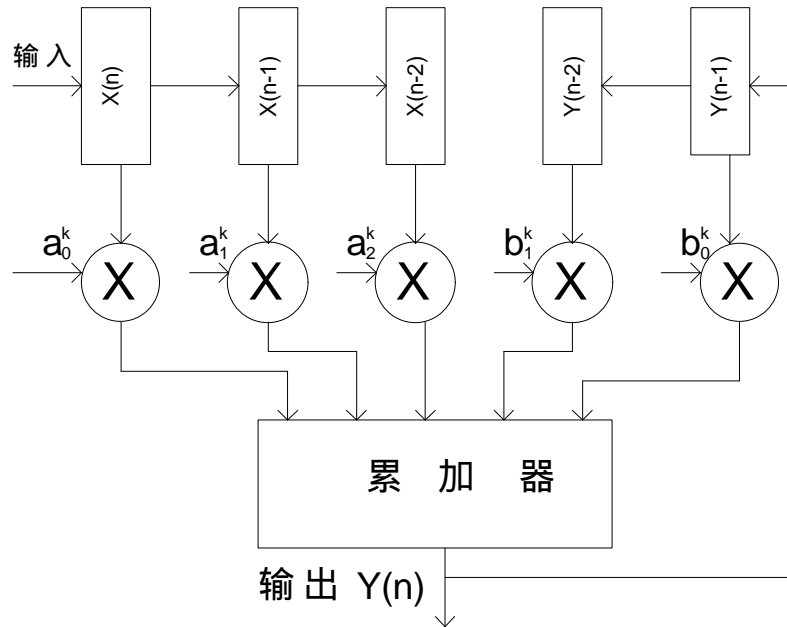 输入
X(n)
X(n-1)
X(n-2)
Y(n-2)
Y(n-1)
a₀ᵏ
a₁ᵏ
a₂ᵏ
b₁ᵏ
b₀ᵏ
X
X
X
X
X
累加器
输出 Y(n)